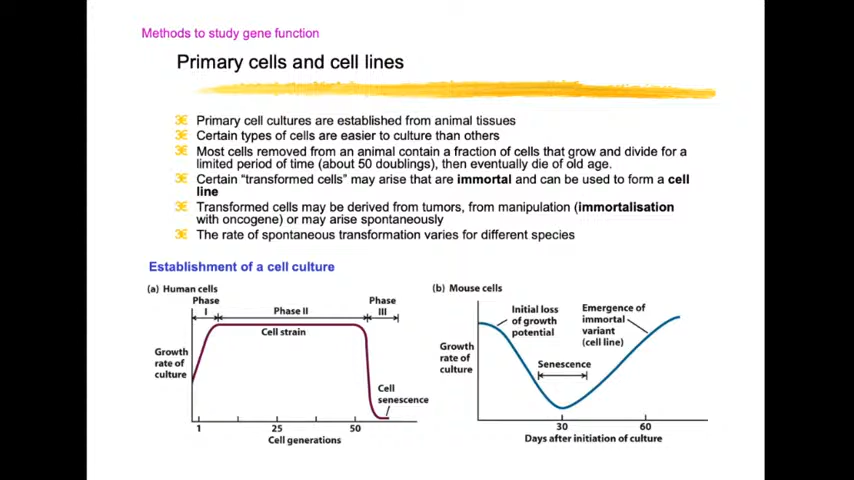 Methods to study gene function
Primary cells and cell lines
Primary cell cultures are established from animal tissues
Certain types of cells are easier to culture than others
Most cells removed from an animal contain a fraction of cells that grow and divide for a
limited period of time (about 50 doublings), then eventually die of old age.
Certain “transformed cells” may arise that are immortal and can be used to form a cell
line
Transformed cells may be derived from tumors, from manipulation (immortalisation
with oncogene) or may arise spontaneously
The rate of spontaneous transformation varies for different species
Establishment of a cell culture
(a) Human cells
Phase
I
Phase II
Phase
III
Cell strain
Growth
rate of
culture
Cell
senescence
1
25
50
Cell generations
(b) Mouse cells
Initial loss
of growth
potential
Emergence of
immortal
variant
(cell line)
Growth
rate of
culture
Senescence
30
60
Days after initiation of culture